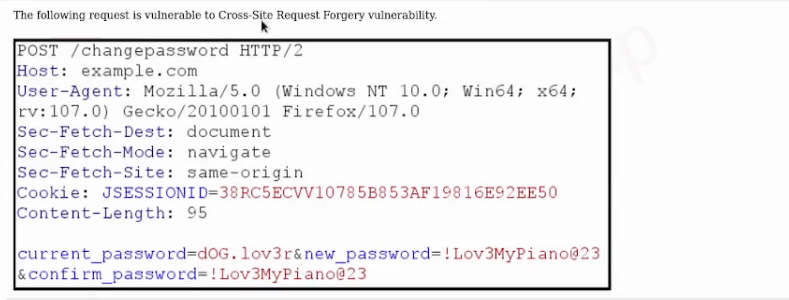 The following request is vulnerable to Cross-Site Request Forgery vulnerability.
POST /changepassword HTTP/2
Host: example.com
User-Agent: Mozilla/5.0 (Windows NT 10.0; Win64; x64;
rv:107.0) Gecko/20100101 Firefox/107.0
Sec-Fetch-Dest: document
Sec-Fetch-Mode: navigate
Sec-Fetch-Site: same-origin
Cookie: JSESSIONID=38RC5ECVV10785B853AF19816E92EE50
Content-Length: 95
current_password=dOG.lov3r&new_password=!Lov3MyPiano@23
&confirm_password=!Lov3MyPiano@23